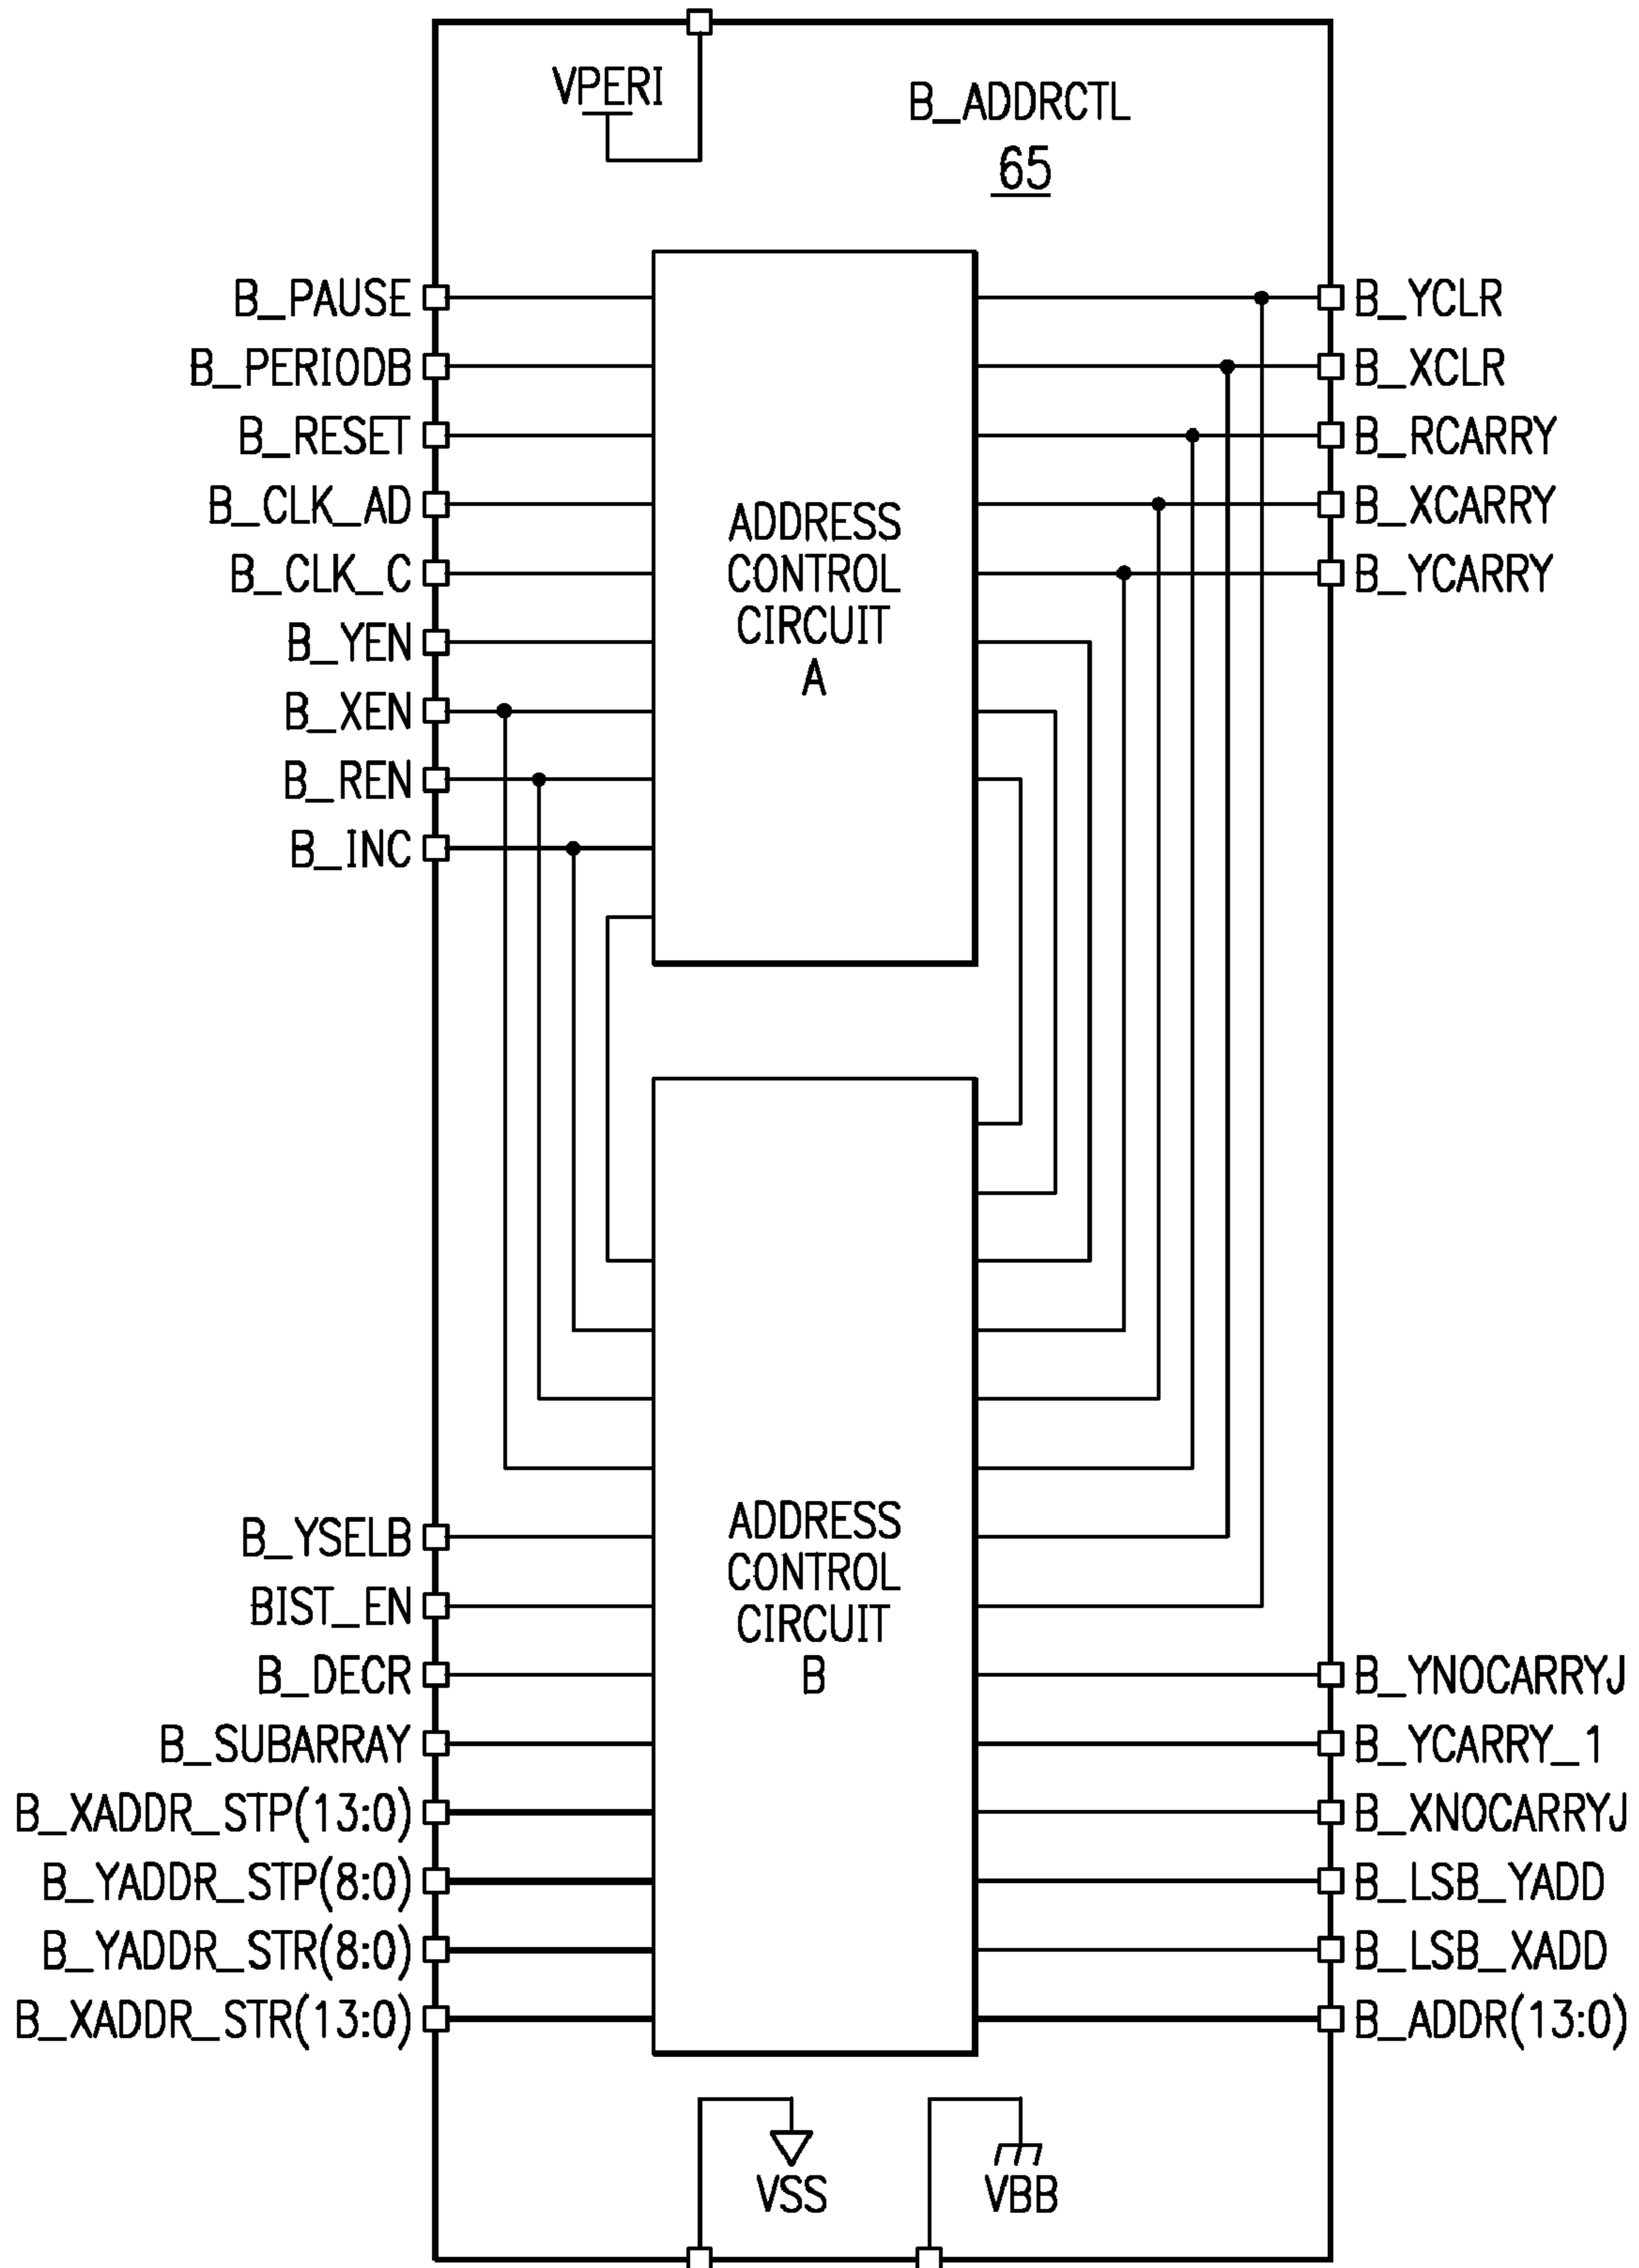 VPERI
B_ADDRCTL
65
B_PAUSE
B_PERIODB
B_RESET
B_CLK_AD
B_CLK_C
B_YEN
B_XEN
B_REN
B_INC
ADDRESS
CONTROL
CIRCUIT
A
B_YCLR
B_XCLR
B_RCARRY
B_XCARRY
B_YCARRY
B_YSELB
BIST_EN
B_DECR
B_SUBARRAY
B_XADDR_STP(13:0)
B_YADDR_STP(8:0)
B_YADDR_STR(8:0)
B_XADDR_STR(13:0)
ADDRESS
CONTROL
CIRCUIT
B
B_YNOCARRYJ
B_YCARRY_1
B_XNOCARRYJ
B_LSB_YADD
B_LSB_XADD
B_ADDR(13:0)
VSS
VBB